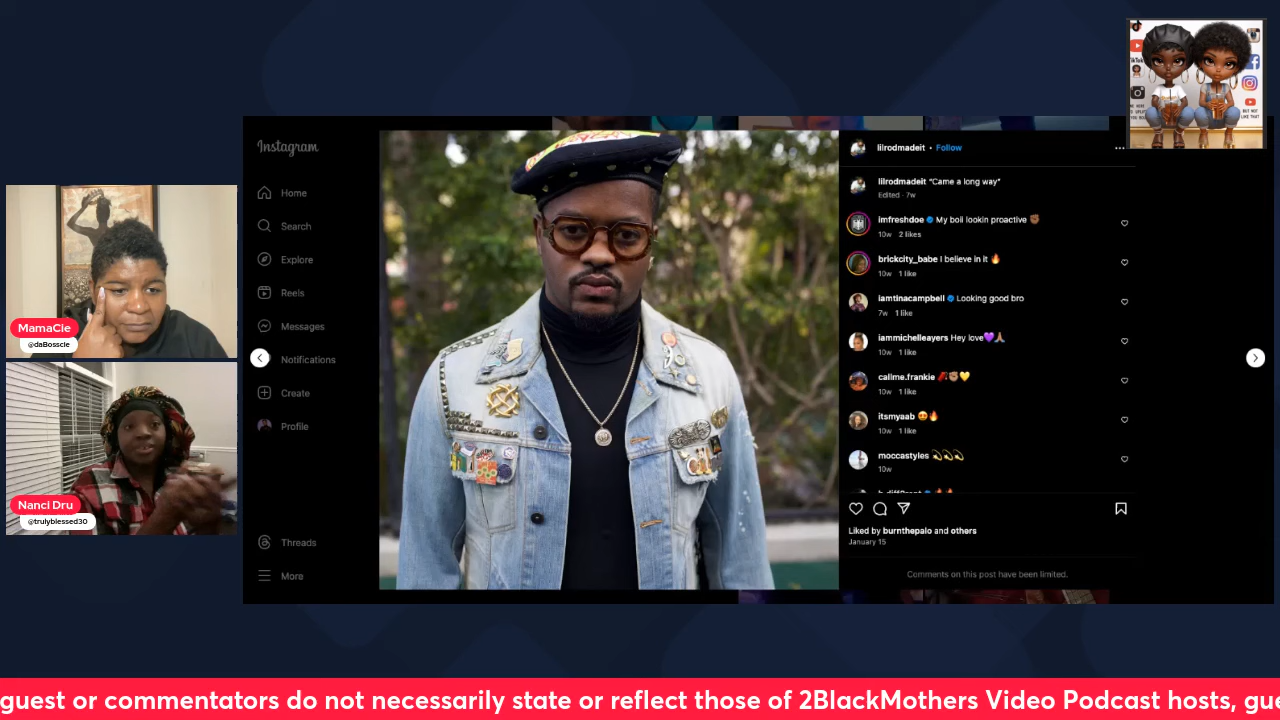 Instagram
Home
Search
Explore
Reels
Messages
Notifications
Create
Profile
Threads
More
lilrodmadeit • Follow
lilrodmadeit “Came a long way”
Edited · 7w
imfreshdoe My boii lookin proactive ✊🏾
10w 2 likes
brickcity_babe I believe in it 🔥
10w 1 like
iamtinacampbell Looking good bro
7w 1 like
iammichelleayers Hey love💜🙏🏾
10w 1 like
callme.frankie
10w 1 like
itsmyaab 😍🔥
10w 1 like
moccastyles 💫💫💫
10w
Liked by burnthepalo and others
January 15
Comments on this post have been limited.
MamaCie
@daBosscie
Nanci Dru
@trulyblessed30
guest or commentators do not necessarily state or reflect those of 2BlackMothers Video Podcast hosts, gue